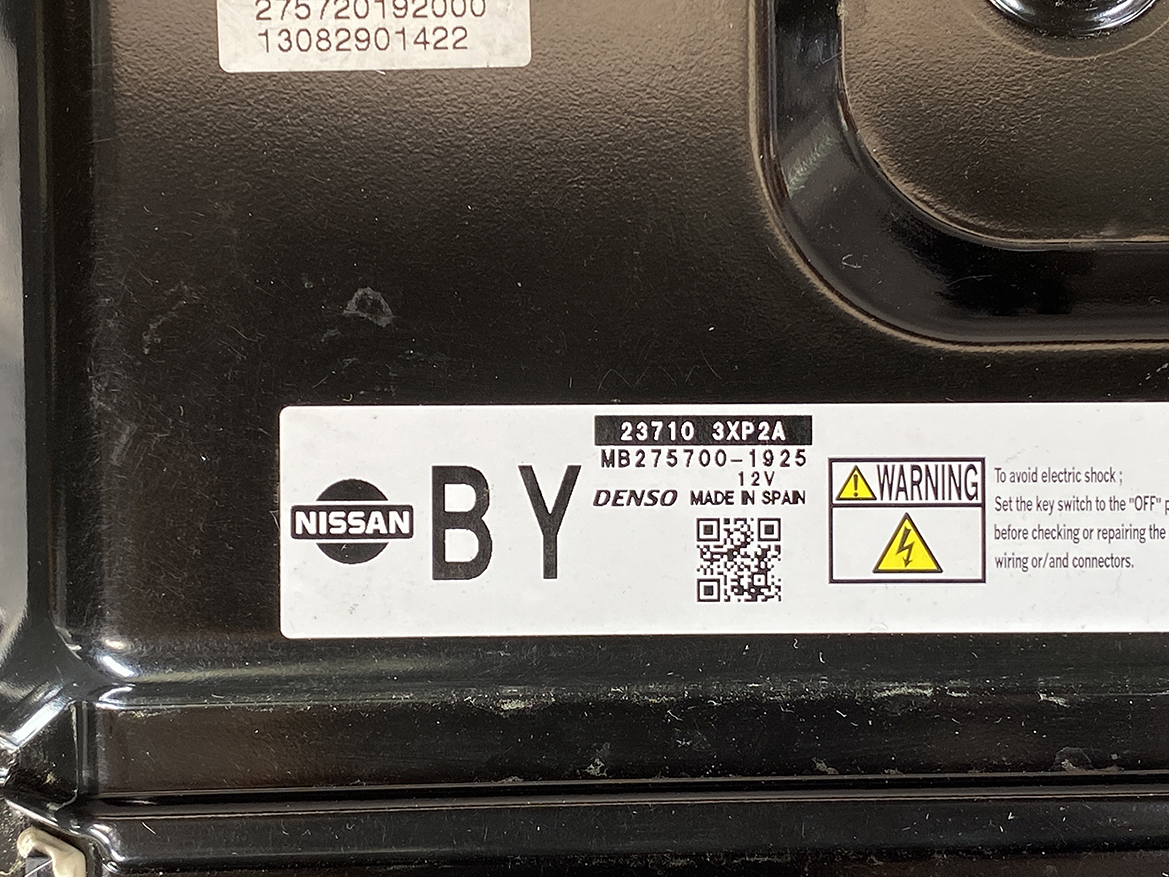 275720192000
13082901422
23710 3XP2A
MB275700-1925
12V
DENSO MADE IN SPAIN
NISSAN
BY
WARNING
To avoid electric shock ;
Set the key switch to the "OFF" p
before checking or repairing the
wiring or/and connectors.